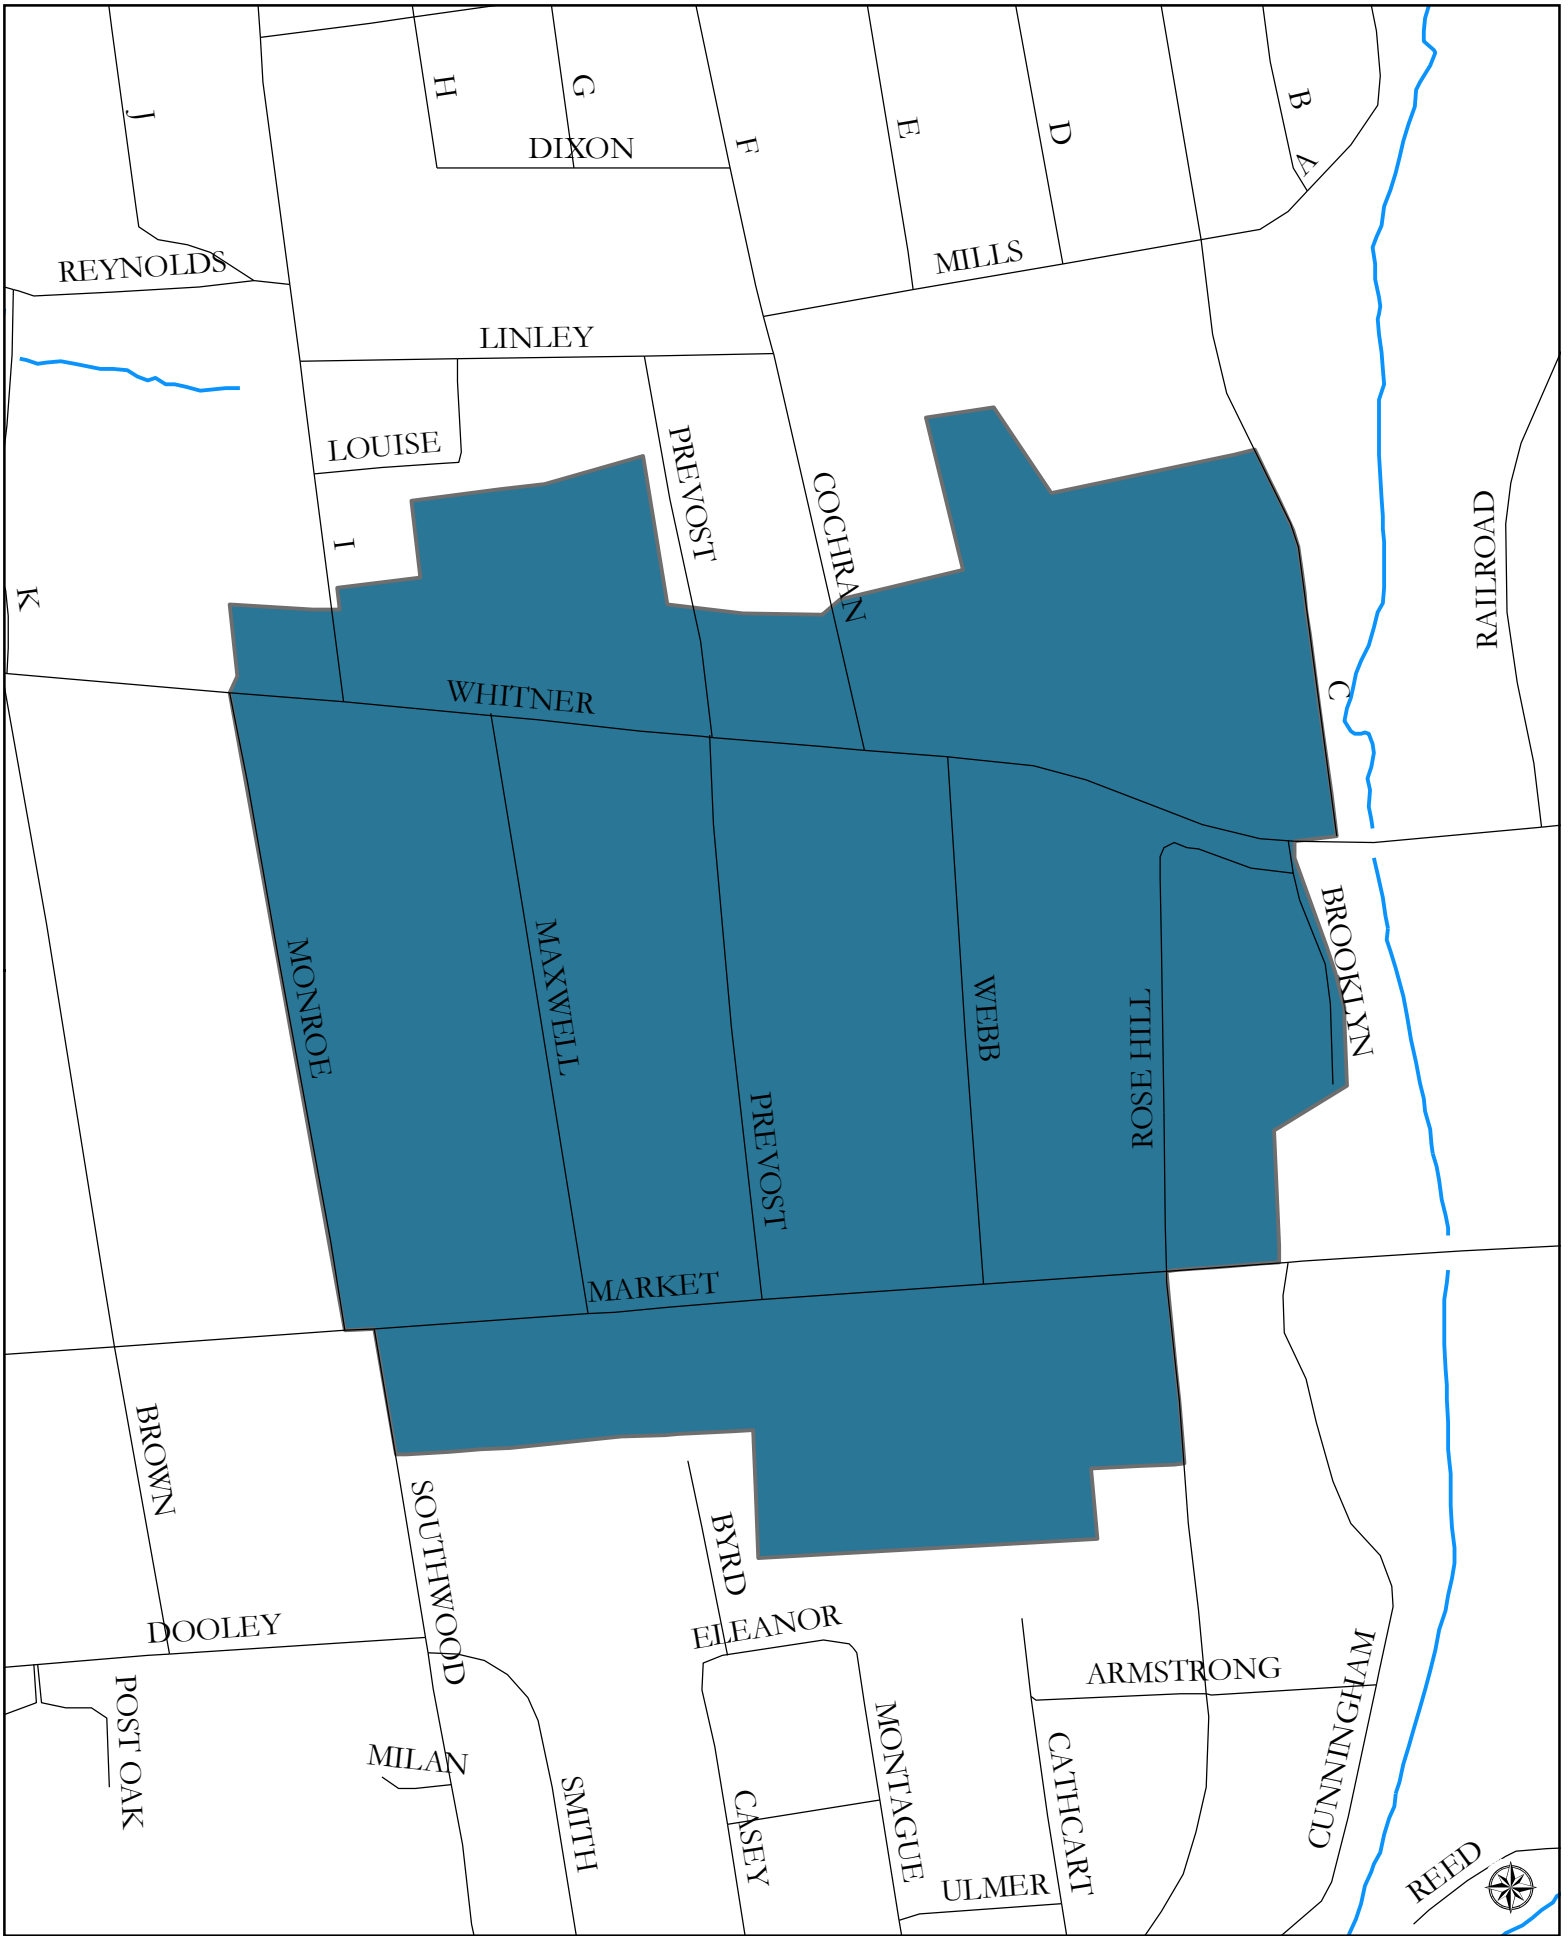 J
H
G
F
E
D
B
A
DIXON
REYNOLDS
MILLS
LINLEY
LOUISE
PREVOST
COCHRAN
I
K
RAILROAD
C
WHITNER
MONROE
MAXWELL
PREVOST
WEBB
ROSE HILL
BROOKLYN
MARKET
BROWN
SOUTHWOOD
BYRD
ELEANOR
DOOLEY
POST OAK
MILAN
SMITH
CASEY
MONTAGUE
ULMER
CATHCART
ARMSTRONG
CUNNINGHAM
REED